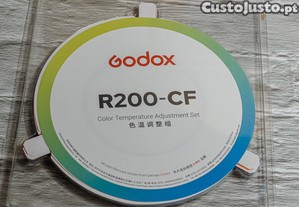 CustoJusto.pt
Godox
R200-CF
Color Temperature Adjustment Set
色温调整组